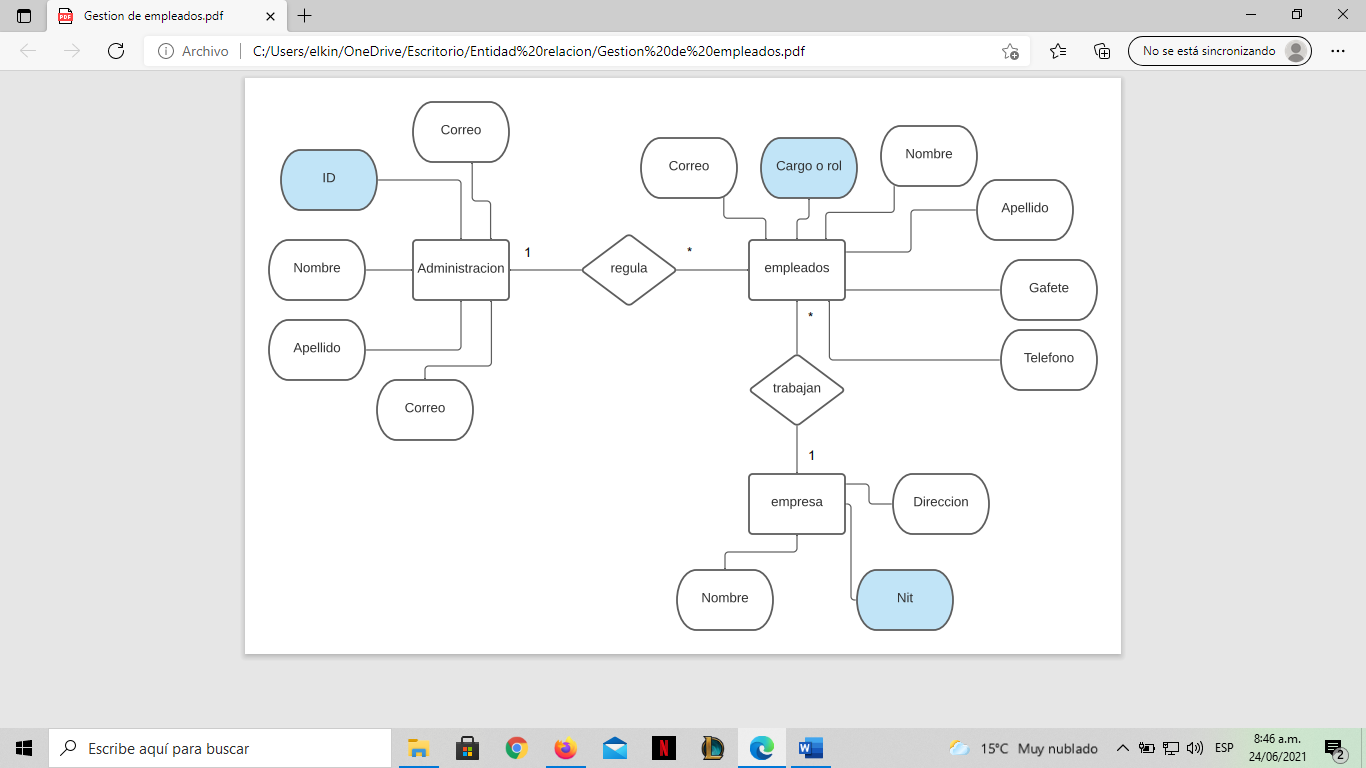 Gestion de empleados.pdf
Archivo
C:/Users/elkin/OneDrive/Escritorio/Entidad%20relacion/Gestion%20de%20empleados.pdf
No se está sincronizando
Correo
ID
Nombre
Administracion
Apellido
Correo
1
regula
*
Correo
Cargo o rol
Nombre
Apellido
empleados
Gafete
Telefono
*
trabajan
1
empresa
Direccion
Nombre
Nit
Escribe aquí para buscar
15°C Muy nublado
ESP
8:46 a.m.
24/06/2021
2